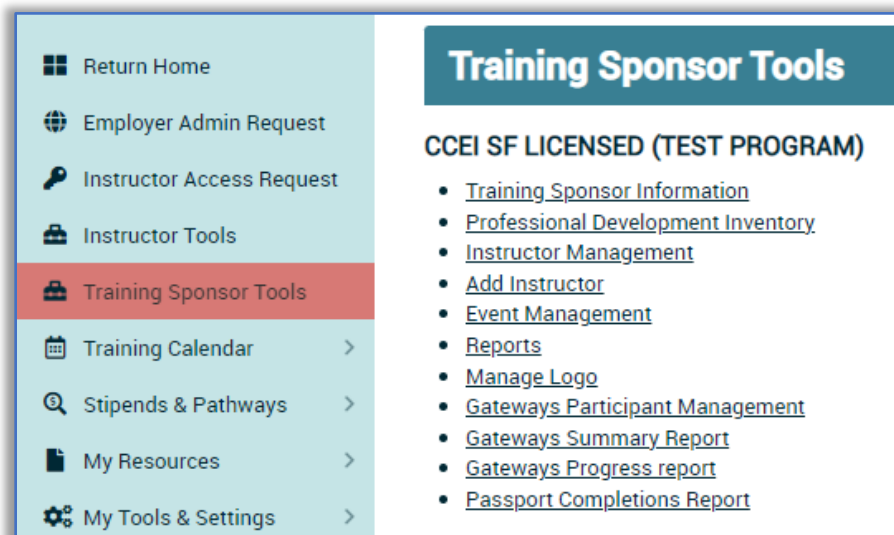 Return Home
Employer Admin Request
Instructor Access Request
Instructor Tools
Training Sponsor Tools
Training Calendar
Stipends & Pathways
My Resources
My Tools & Settings
Training Sponsor Tools
CCEI SF LICENSED (TEST PROGRAM)
Training Sponsor Information
Professional Development Inventory
Instructor Management
Add Instructor
Event Management
Reports
Manage Logo
Gateways Participant Management
Gateways Summary Report
Gateways Progress report
Passport Completions Report